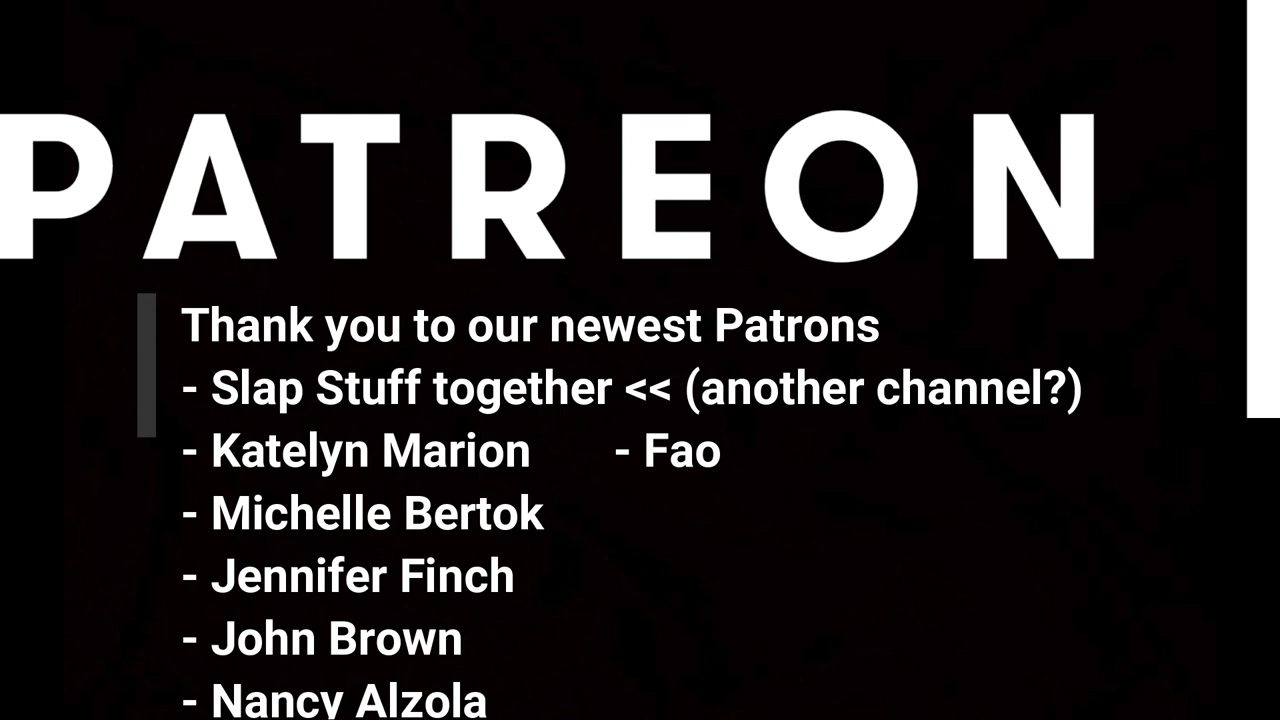 PATREON
Thank you to our newest Patrons
- Slap Stuff together << (another channel?)
- Katelyn Marion - Fao
- Michelle Bertok
- Jennifer Finch
- John Brown
- Nancy Alzola